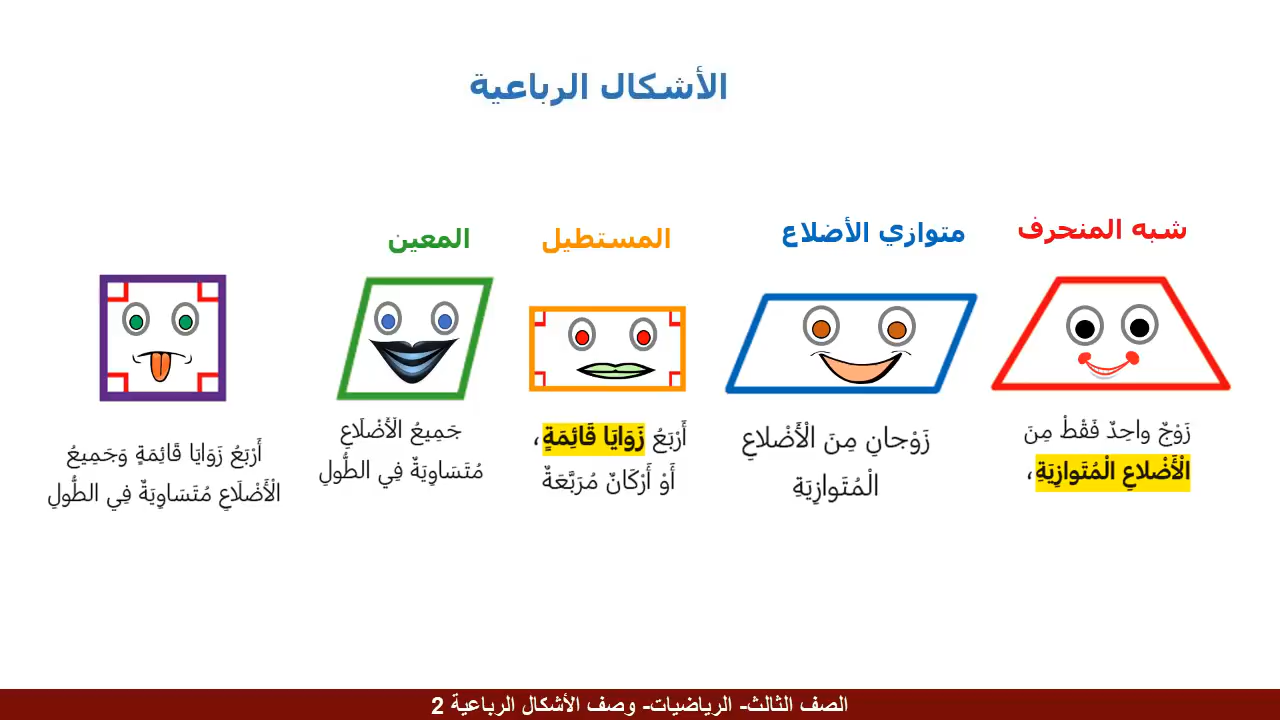 الأشكال الرباعية
شبه المنحرف
متوازي الأضلاع
المستطيل
المعين
زَوْجٌ واحِدٌ فَقَطْ مِنَ
الْأَضْلاعِ الْمُتَوازِيَةِ،
زَوْجانِ مِنَ الْأَضْلاعِ
الْمُتَوازِيَةِ
أَرْبَعُ زَوَايَا قَائِمَةٍ،
أَوْ أَرْكَانٌ مُرَبَّعَةٌ
جَمِيعُ الْأَضْلَاعِ
مُتَسَاوِيَةٌ فِي الطُّولِ
أَرْبَعُ زَوَايَا قَائِمَةٍ وَجَمِيعُ
الْأَضْلَاعِ مُتَسَاوِيَةٌ فِي الطُّولِ
الصف الثالث- الرياضيات- وصف الأشكال الرباعية 2